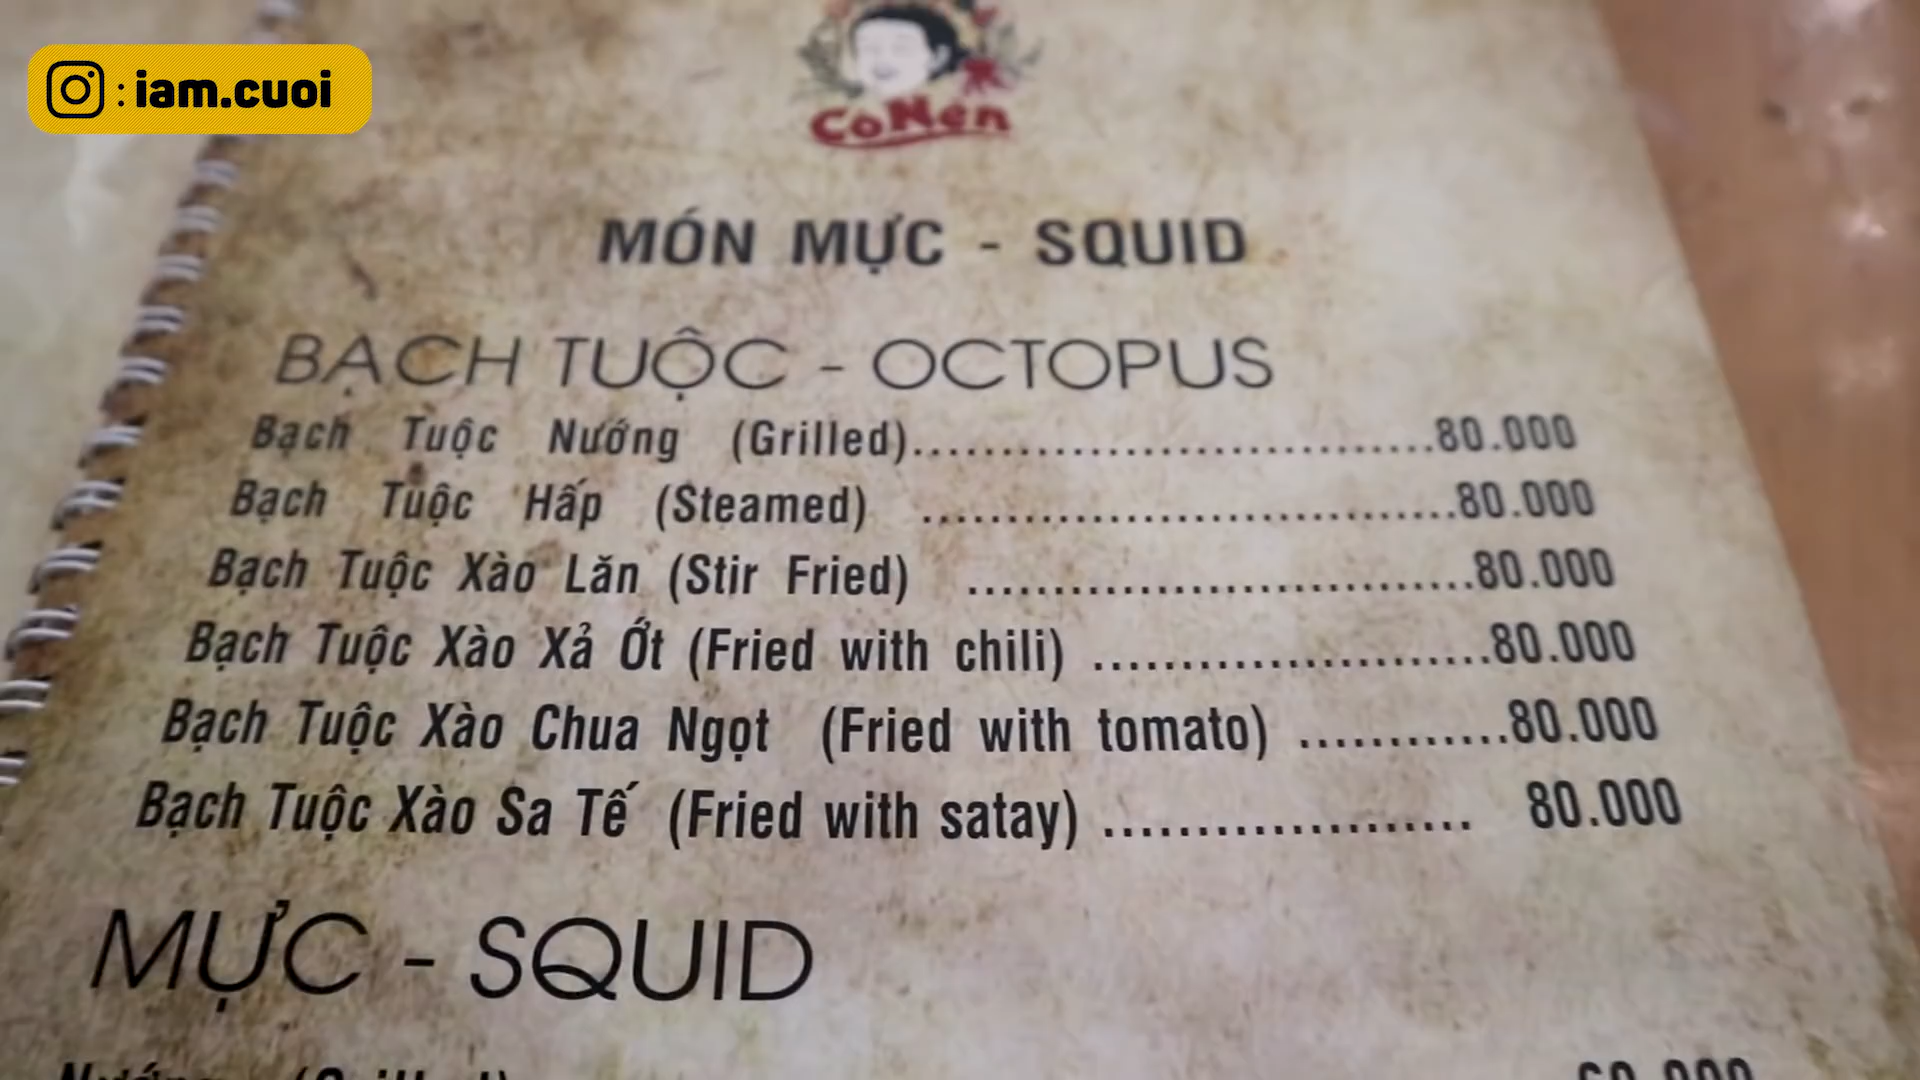 : iam.cuoi
CoNen
MÓN MỰC - SQUID
BẠCH TUỘC - OCTOPUS
Bạch Tuộc Nướng (Grilled)..............................80.000
Bạch Tuộc Hấp (Steamed) ..............................80.000
Bạch Tuộc Xào Lăn (Stir Fried) ............................80.000
Bạch Tuộc Xào Xả Ớt (Fried with chili) .......................80.000
Bạch Tuộc Xào Chua Ngọt (Fried with tomato) ............80.000
Bạch Tuộc Xào Sa Tế (Fried with satay) ................... 80.000
MỰC - SQUID